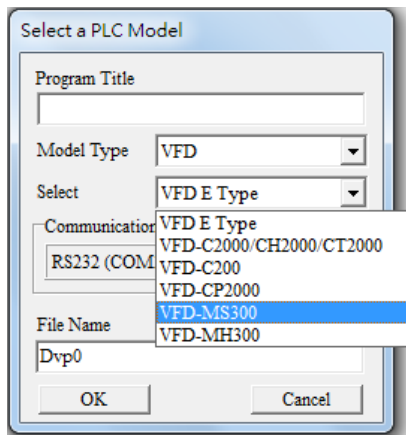 Select a PLC Model
Program Title
Model Type VFD
Select VFD E Type
Communication
VFD E Type
VFD-C2000/CH2000/CT2000
RS232 (COM
VFD-C200
VFD-CP2000
VFD-MS300
VFD-MH300
File Name
Dvp0
OK Cancel